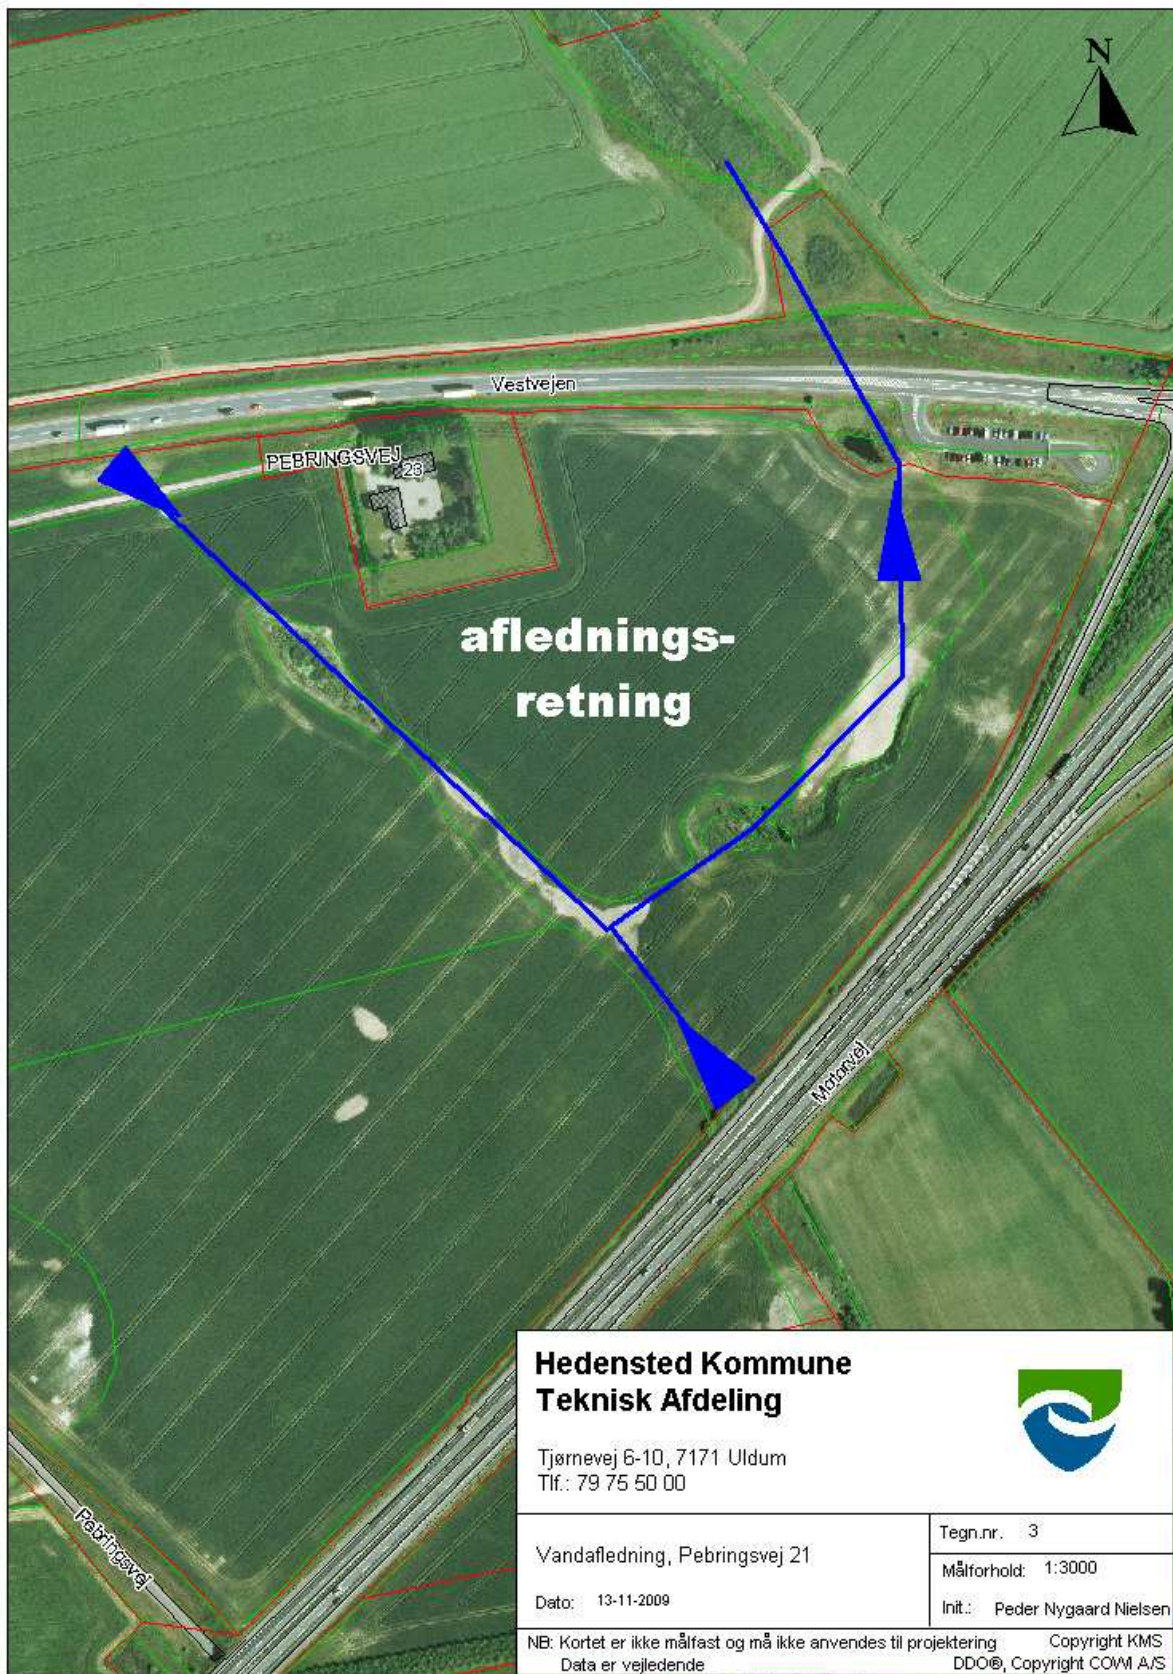 N
Vestvejen
PEBRINGSVEJ
23
aflednings-
retning
Motorvej
Pebringsvej
Hedensted Kommune
Teknisk Afdeling
Tjørnevej 6-10, 7171 Uldum
Tlf.: 79 75 50 00
Vandafledning, Pebringsvej 21
Dato: 13-11-2009
Tegn.nr. 3
Målforhold: 1:3000
Init.: Peder Nygaard Nielsen
NB: Kortet er ikke målfast og må ikke anvendes til projektering
Data er vejledende
Copyright KMS
DDO®, Copyright COWI A/S